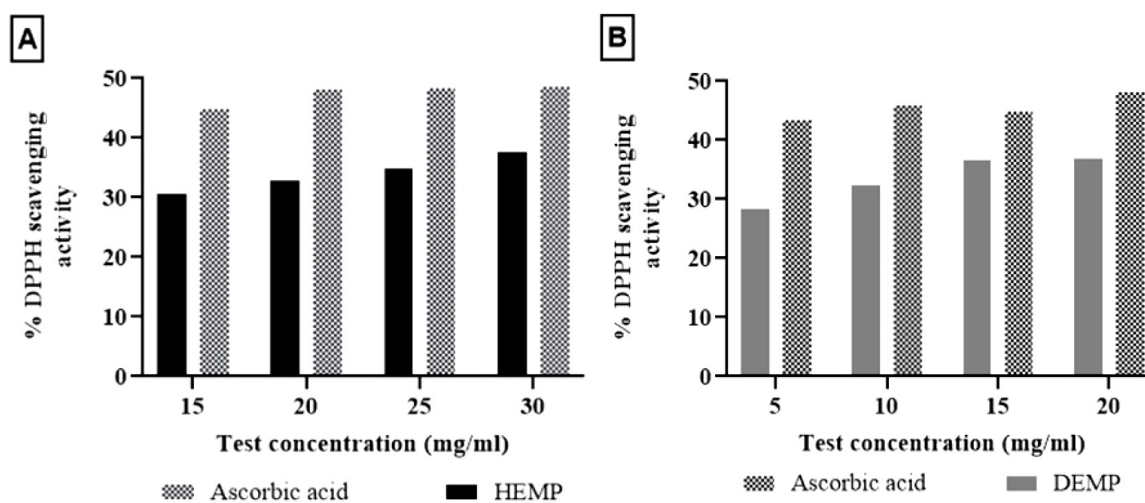 A
% DPPH scavenging
activity
50
40
30
20
10
0
15 20 25 30
Test concentration (mg/ml)
Ascorbic acid HEMP
B
% DPPH scavenging
activity
50
40
30
20
10
0
5 10 15 20
Test concentration (mg/ml)
Ascorbic acid DEMP